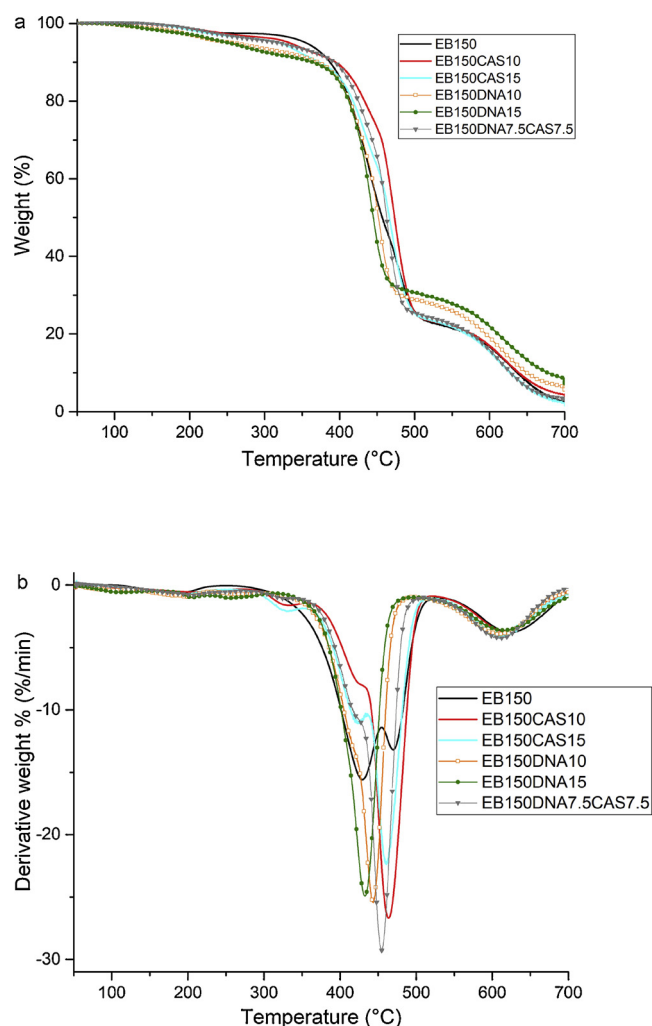 a
100
80
60
40
20
0
Weight (%)
EB150
EB150CAS10
EB150CAS15
EB150DNA10
EB150DNA15
EB150DNA7.5CAS7.5
100 200 300 400 500 600 700
Temperature (°C)
b
0
-10
-20
-30
Derivative weight % (%/min)
EB150
EB150CAS10
EB150CAS15
EB150DNA10
EB150DNA15
EB150DNA7.5CAS7.5
100 200 300 400 500 600 700
Temperature (°C)